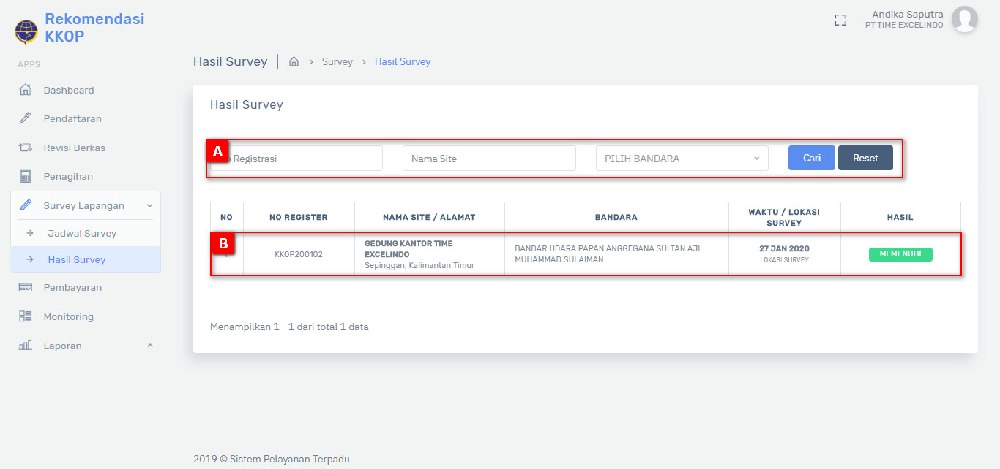 Rekomendasi
KKOP
APPS
Dashboard
Pendaftaran
Revisi Berkas
Penagihan
Survey Lapangan
Jadwal Survey
Hasil Survey
Pembayaran
Monitoring
Laporan
Andika Saputra
PT TIME EXCELINDO
Hasil Survey
Survey
Hasil Survey
Hasil Survey
A
Registrasi
Nama Site
PILIH BANDARA
Cari
Reset
NO
NO REGISTER
NAMA SITE / ALAMAT
BANDARA
WAKTU / LOKASI
SURVEY
HASIL
B
KKOP200102
GEDUNG KANTOR TIME
EXCELINDO
Sepinggan, Kalimantan Timur
BANDAR UDARA PAPAN ANGGEGANA SULTAN AJI
MUHAMMAD SULAIMAN
27 JAN 2020
LOKASI SURVEY
MEMENUHI
Menampilkan 1 - 1 dari total 1 data
2019 © Sistem Pelayanan Terpadu